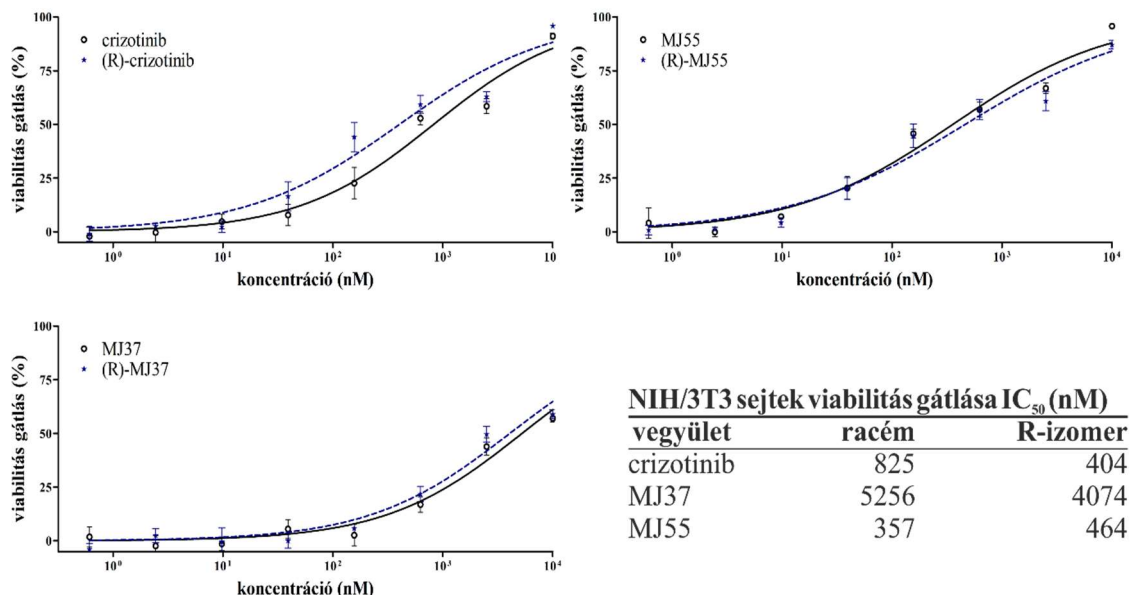 100
75
50
25
0
viabilitás gátlás (%)
crizotinib
(R)-crizotinib
10⁰ 10¹ 10² 10³ 10
koncentráció (nM)
100
75
50
25
0
viabilitás gátlás (%)
MJ55
(R)-MJ55
10⁰ 10¹ 10² 10³ 10⁴
koncentráció (nM)
100
75
50
25
0
viabilitás gátlás (%)
MJ37
(R)-MJ37
10⁰ 10¹ 10² 10³ 10⁴
koncentráció (nM)
NIH/3T3 sejtek viabilitás gátlása IC₅₀ (nM)
vegyület racém R-izomer
crizotinib 825 404
MJ37 5256 4074
MJ55 357 464